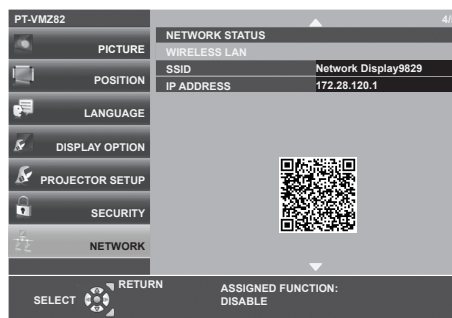 PT-VMZ82
4/
PICTURE
POSITION
LANGUAGE
DISPLAY OPTION
PROJECTOR SETUP
SECURITY
NETWORK
NETWORK STATUS
WIRELESS LAN
SSID Network Display9829
IP ADDRESS 172.28.120.1
SELECT
RETURN
ASSIGNED FUNCTION:
DISABLE